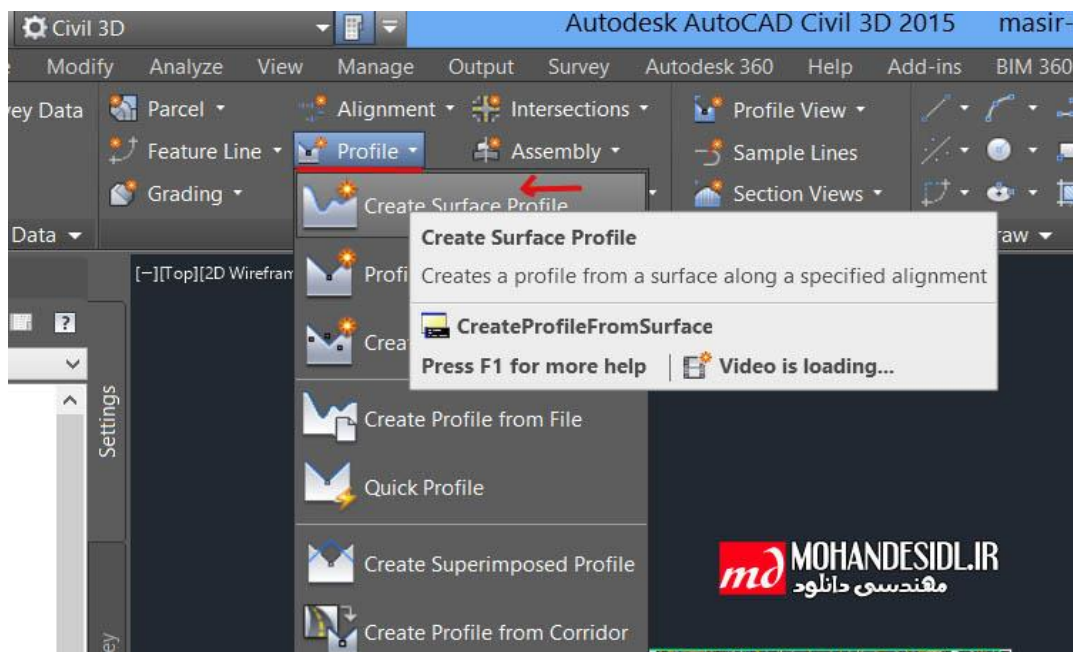 Civil 3D
Autodesk AutoCAD Civil 3D 2015 masir-
Modify Analyze View Manage Output Survey Autodesk 360 Help Add-ins BIM 360
vey Data Parcel Alignment Intersections Profile View
Feature Line Profile Assembly Sample Lines
Grading Section Views
Data raw
Create Surface Profile
Create Surface Profile
Creates a profile from a surface along a specified alignment
CreateProfileFromSurface
Press F1 for more help Video is loading...
[−][Top][2D Wirefram
Profi
Creat
?
Settings
Create Profile from File
Quick Profile
Create Superimposed Profile
Create Profile from Corridor
ey
md MOHANDESIDL.IR
مهندسی دانلود